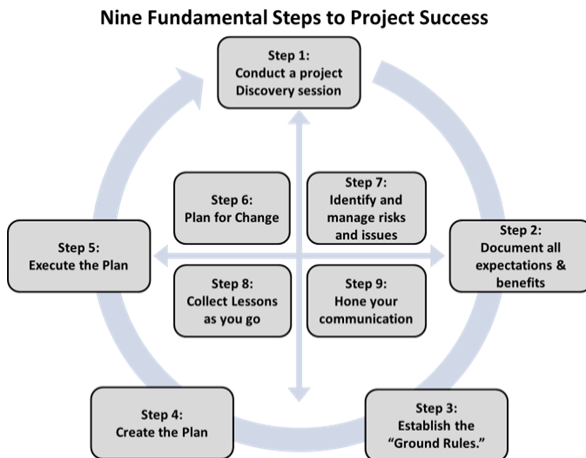 Nine Fundamental Steps to Project Success
Step 1:
Conduct a project
Discovery session
Step 2:
Document all
expectations &
benefits
Step 3:
Establish the
“Ground Rules.”
Step 4:
Create the Plan
Step 5:
Execute the Plan
Step 6:
Plan for Change
Step 7:
Identify and
manage risks
and issues
Step 8:
Collect Lessons
as you go
Step 9:
Hone your
communication